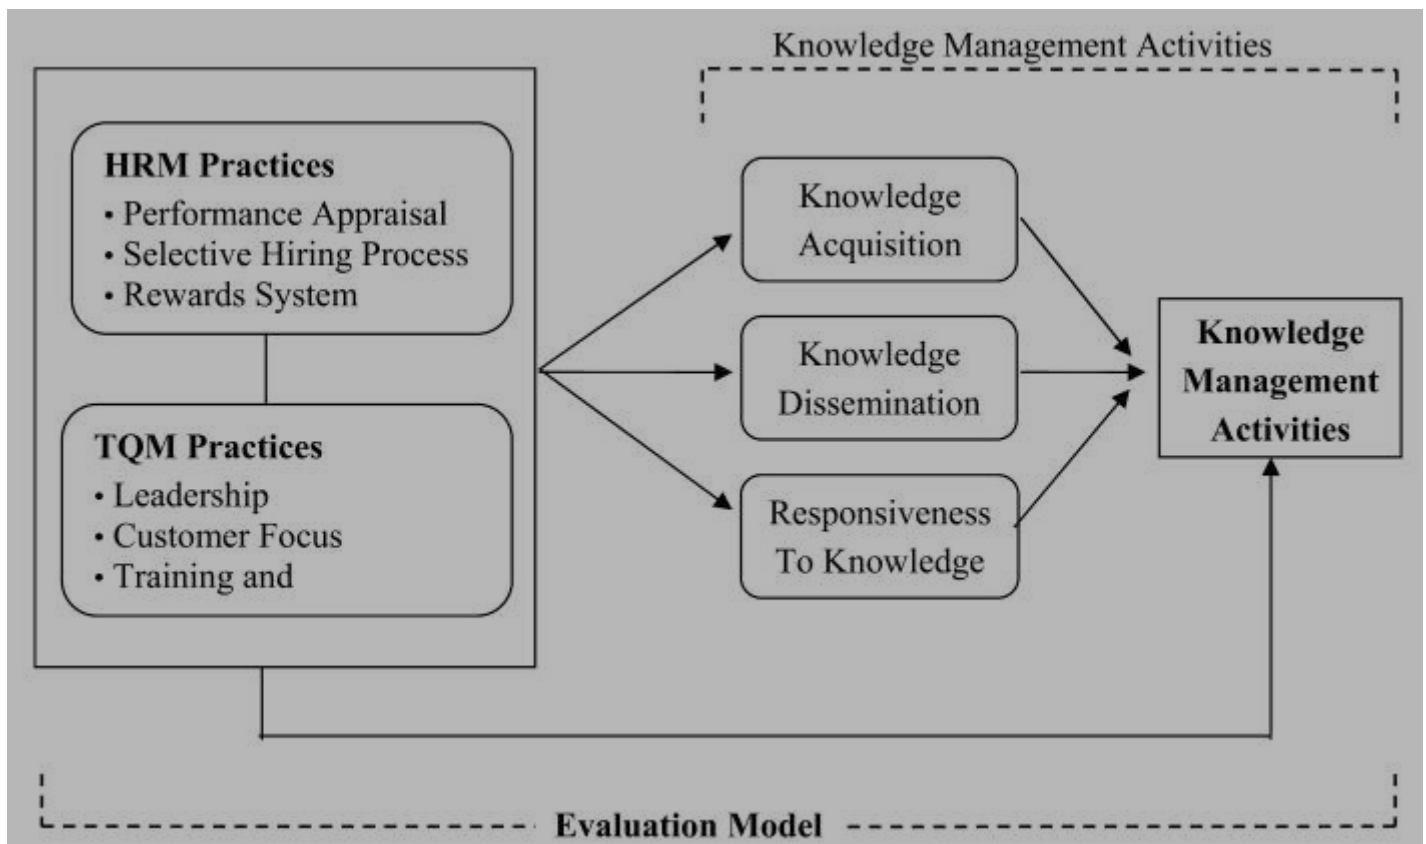 Knowledge Management Activities
HRM Practices
• Performance Appraisal
• Selective Hiring Process
• Rewards System
TQM Practices
• Leadership
• Customer Focus
• Training and
Knowledge
Acquisition
Knowledge
Dissemination
Responsiveness
To Knowledge
Knowledge
Management
Activities
Evaluation Model